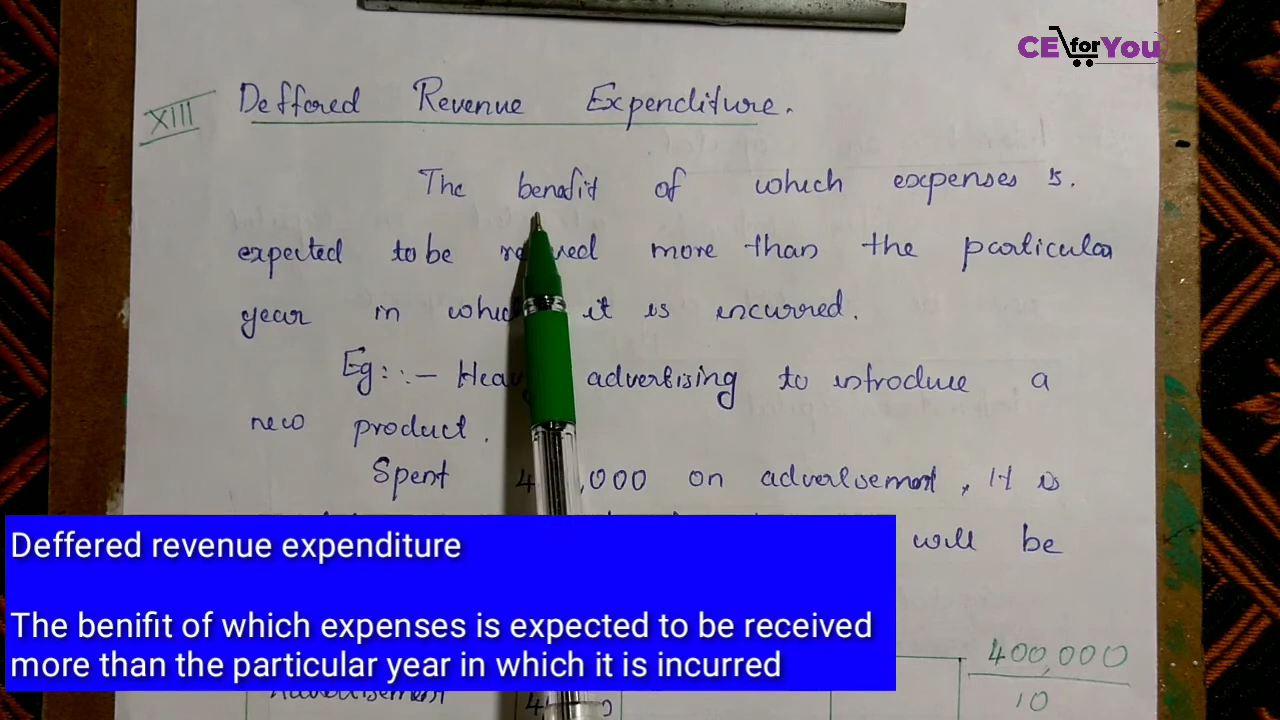 CE for You
XIII Deffored Revenue Expenditure.
The benefit of which expenses is.
expected to be more than the particular
year in it is incurred.
Eg:- advertising to introduce a
new product.
Spent on advertisement, It is
will be
Deffered revenue expenditure
The benifit of which expenses is expected to be received
more than the particular year in which it is incurred
400,000
10
Advertisement